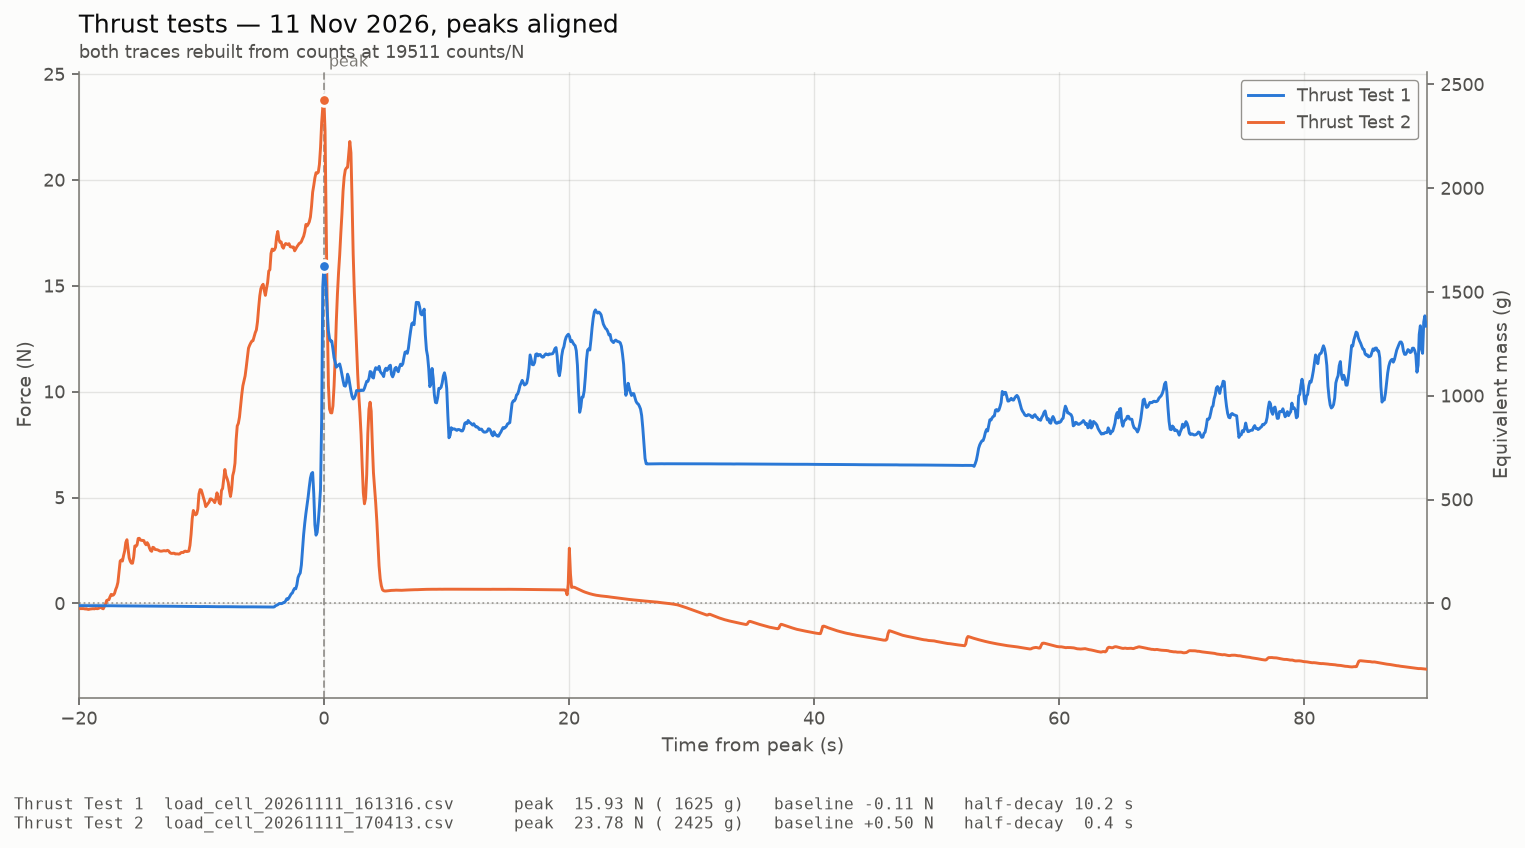 Thrust tests — 11 Nov 2026, peaks aligned
both traces rebuilt from counts at 19511 counts/N
peak
Thrust Test 1
Thrust Test 2
Force (N)
25
20
15
10
5
0
2500
2000
1500
1000
500
0
Equivalent mass (g)
−20 0 20 40 60 80
Time from peak (s)
Thrust Test 1  load_cell_20261111_161316.csv      peak  15.93 N ( 1625 g)   baseline -0.11 N   half-decay 10.2 s
Thrust Test 2  load_cell_20261111_170413.csv      peak  23.78 N ( 2425 g)   baseline +0.50 N   half-decay  0.4 s